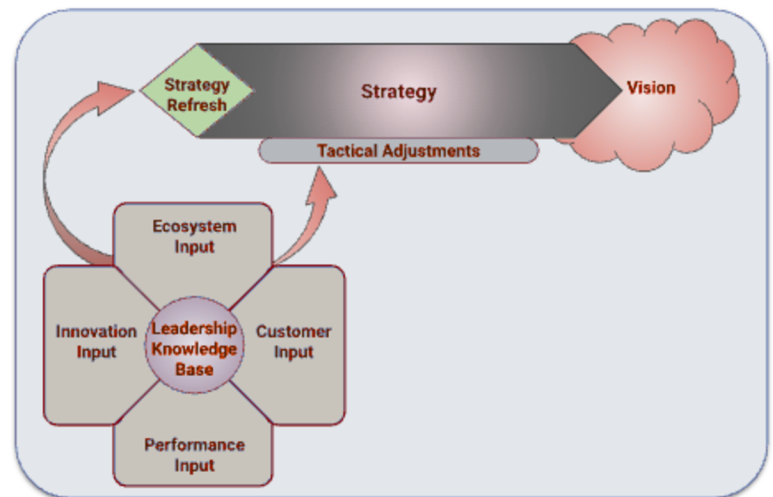 Strategy
Refresh
Strategy
Vision
Tactical Adjustments
Ecosystem
Input
Innovation
Input
Leadership
Knowledge
Base
Customer
Input
Performance
Input